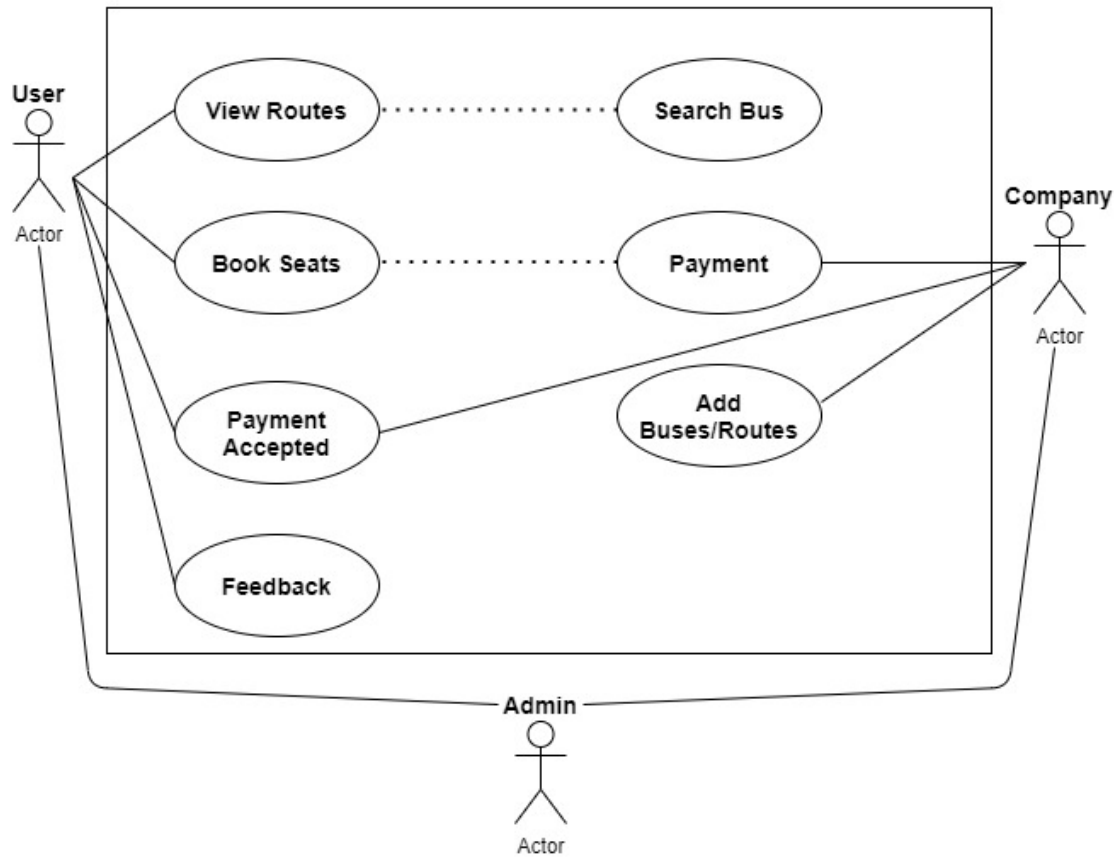 User
Actor
View Routes
Search Bus
Company
Actor
Book Seats
Payment
Payment
Accepted
Add
Buses/Routes
Feedback
Admin
Actor